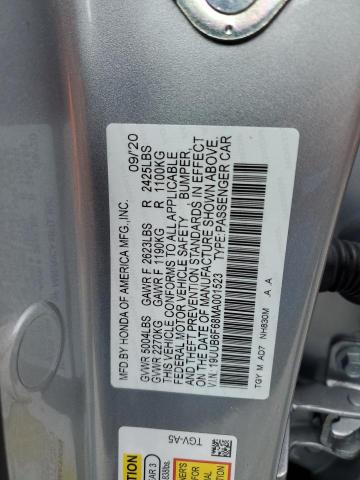 MFD.BY HONDA OF AMERICA MFG.,INC. 09/'20
GVWR 5004LBS GAWR F 2623LBS R 2425LBS
GVWR 2270KG GAWR F 1190KG R 1100KG
THIS VEHICLE CONFORMS TO ALL APPLICABLE
FEDERAL MOTOR VEHICLE SAFETY, BUMPER,
AND THEFT PREVENTION STANDARDS IN EFFECT
ON THE DATE OF MANUFACTURE SHOWN ABOVE.
V.I.N: 19UUB6F68MA001523 TYPE:PASSENGER CAR
TGY M AD7 NH830M A A
TGV-A5
CAR 3